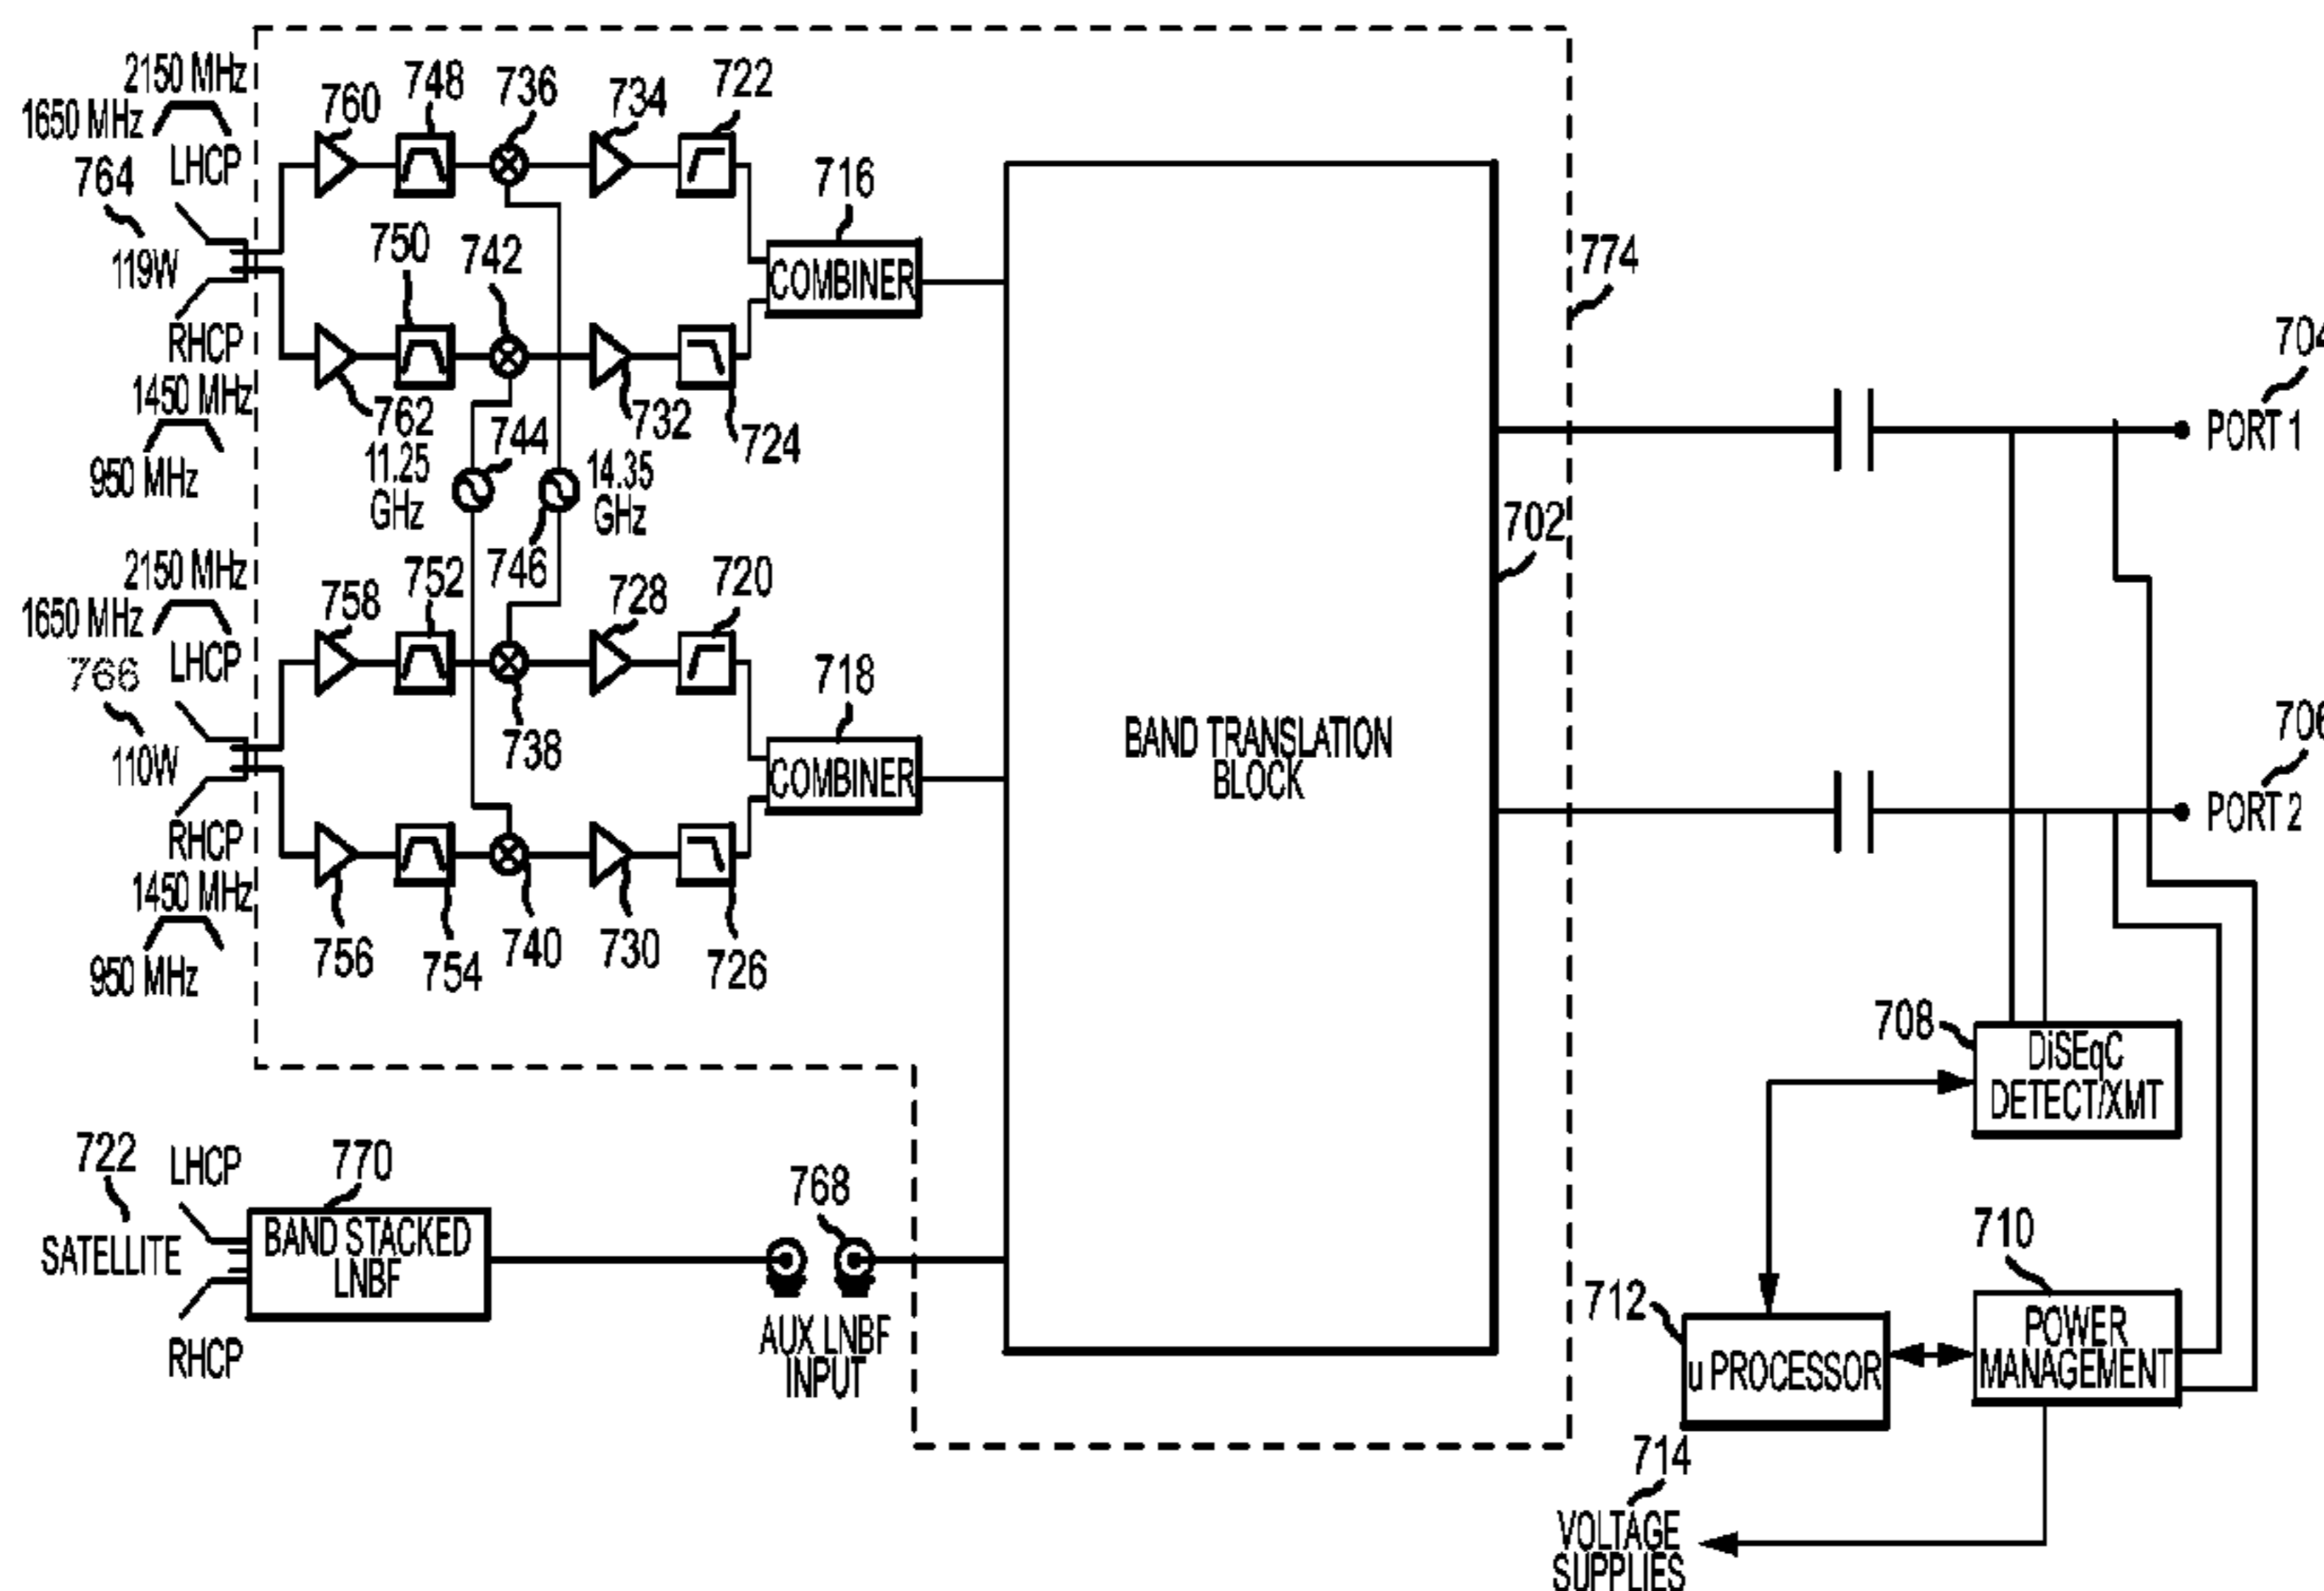 2150 MHz
1650 MHz
764
LHCP
119W
RHCP
1450 MHz
950 MHz
760
748
736
734
722
750
742
716
COMBINER
762
11.25
GHz
744
14.35
GHz
746
732
724
774
704
PORT 1
702
2150 MHz
1650 MHz
766
LHCP
110W
RHCP
1450 MHz
950 MHz
758
752
728
720
738
718
COMBINER
756
754
740
730
726
BAND TRANSLATION
BLOCK
706
PORT 2
708
DiSEqC
DETECT/XMT
722
LHCP
SATELLITE
RHCP
770
BAND STACKED
LNBF
768
AUX LNBF
INPUT
712
u PROCESSOR
710
POWER
MANAGEMENT
714
VOLTAGE
SUPPLIES